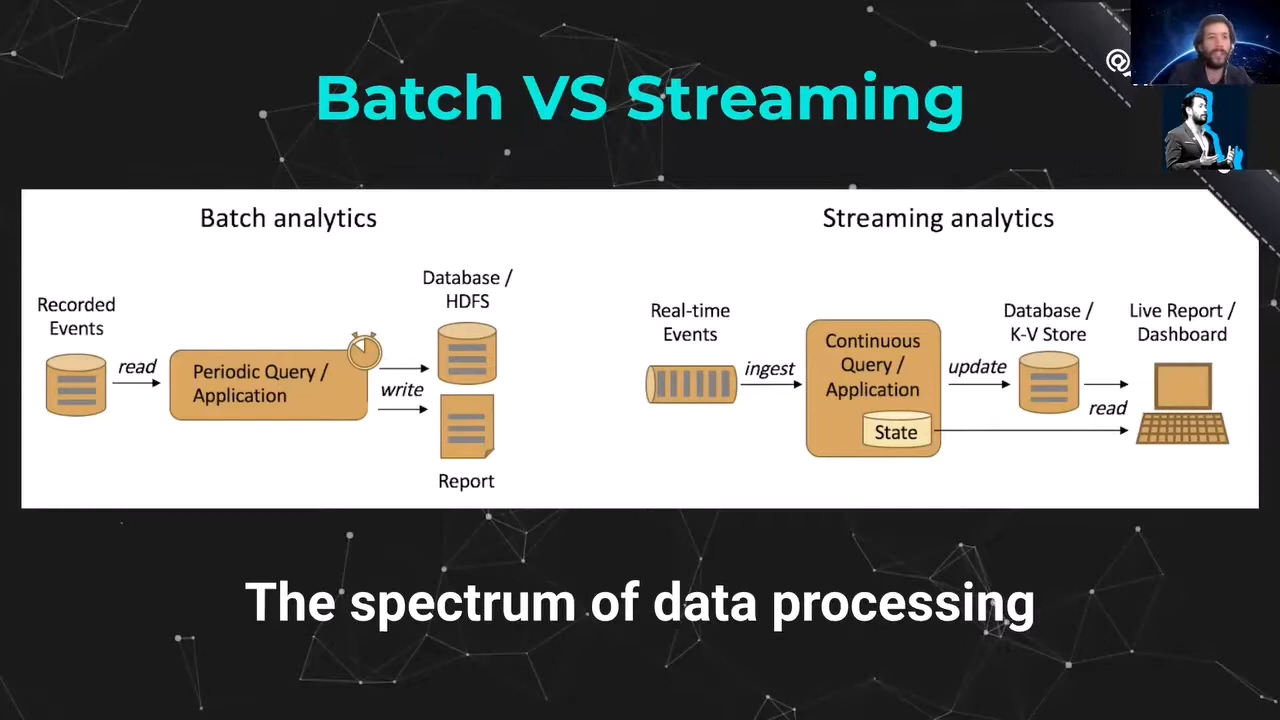 Batch VS Streaming
Batch analytics
Recorded
Events
read
Periodic Query /
Application
write
Database /
HDFS
Report
Streaming analytics
Real-time
Events
ingest
Continuous
Query /
Application
State
update
Database /
K-V Store
read
Live Report /
Dashboard
The spectrum of data processing